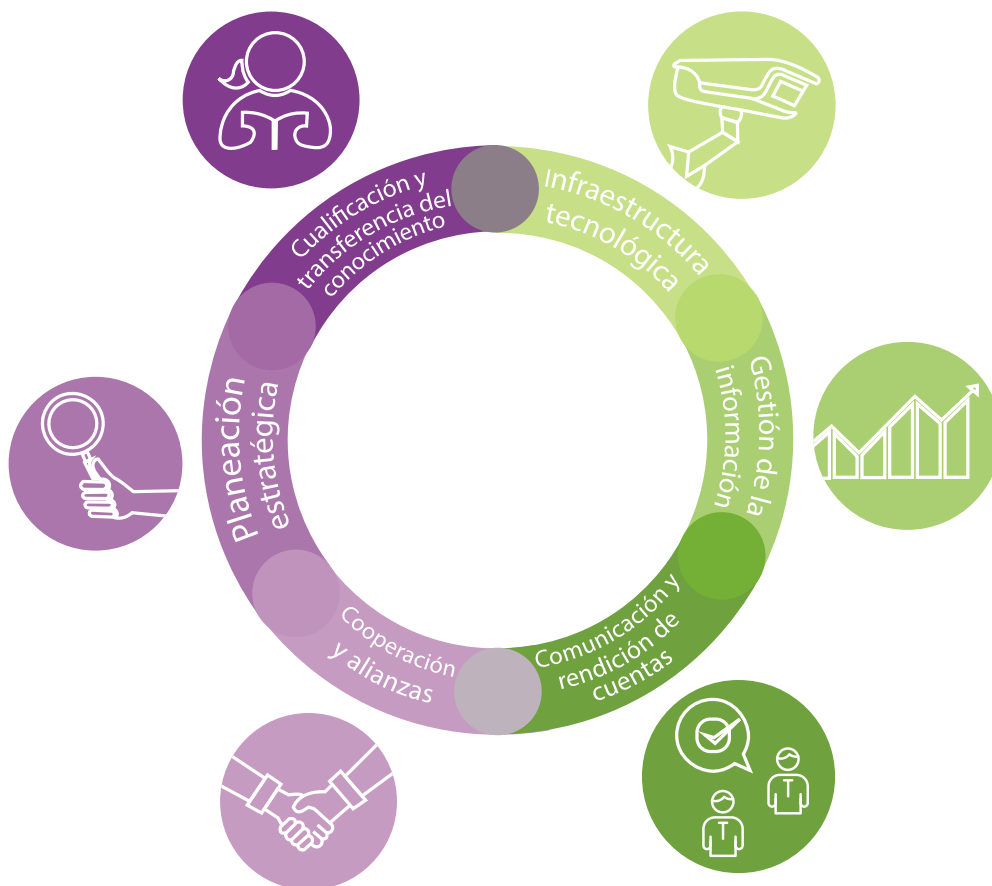 Cualificación y
transferencia del
conocimiento
Infraestructura
tecnológica
Gestión de la
información
Comunicación y
rendición de
cuentas
Cooperación
y alianzas
Planeación
estratégica